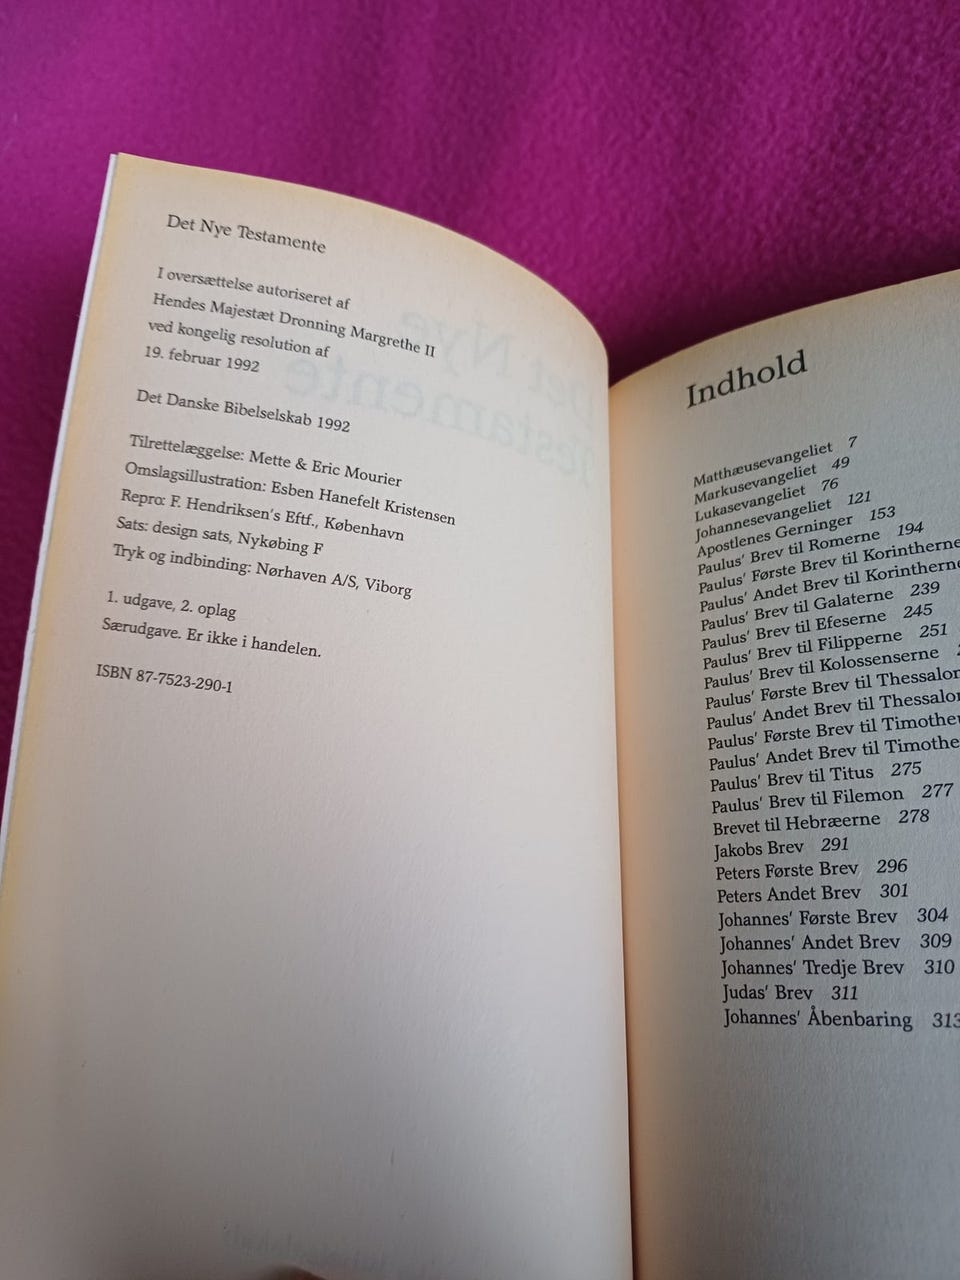 Det Nye Testamente
I oversættelse autoriseret af
Hendes Majestæt Dronning Margrethe II
ved kongelig resolution af
19. februar 1992
Det Danske Bibelselskab 1992
Tilrettelæggelse: Mette & Eric Mourier
Omslagsillustration: Esben Hanefelt Kristensen
Repro: F. Hendriksen's Eftf., København
Sats: design sats, Nykøbing F
Tryk og indbinding: Nørhaven A/S, Viborg
1. udgave, 2. oplag
Særudgave. Er ikke i handelen.
ISBN 87-7523-290-1
Indhold
Matthæusevangeliet 7
Markusevangeliet 49
Lukasevangeliet 76
Johannesevangeliet 121
Apostlenes Gerninger 153
Paulus' Brev til Romerne 194
Paulus' Første Brev til Korintherne
Paulus' Andet Brev til Korintherne
Paulus' Brev til Galaterne 239
Paulus' Brev til Efeserne 245
Paulus' Brev til Filipperne 251
Paulus' Brev til Kolossenserne
Paulus' Første Brev til Thessalon
Paulus' Andet Brev til Thessalon
Paulus' Første Brev til Timotheu
Paulus' Andet Brev til Timothe
Paulus' Brev til Titus 275
Paulus' Brev til Filemon 277
Brevet til Hebræerne 278
Jakobs Brev 291
Peters Første Brev 296
Peters Andet Brev 301
Johannes' Første Brev 304
Johannes' Andet Brev 309
Johannes' Tredje Brev 310
Judas' Brev 311
Johannes' Åbenbaring 313